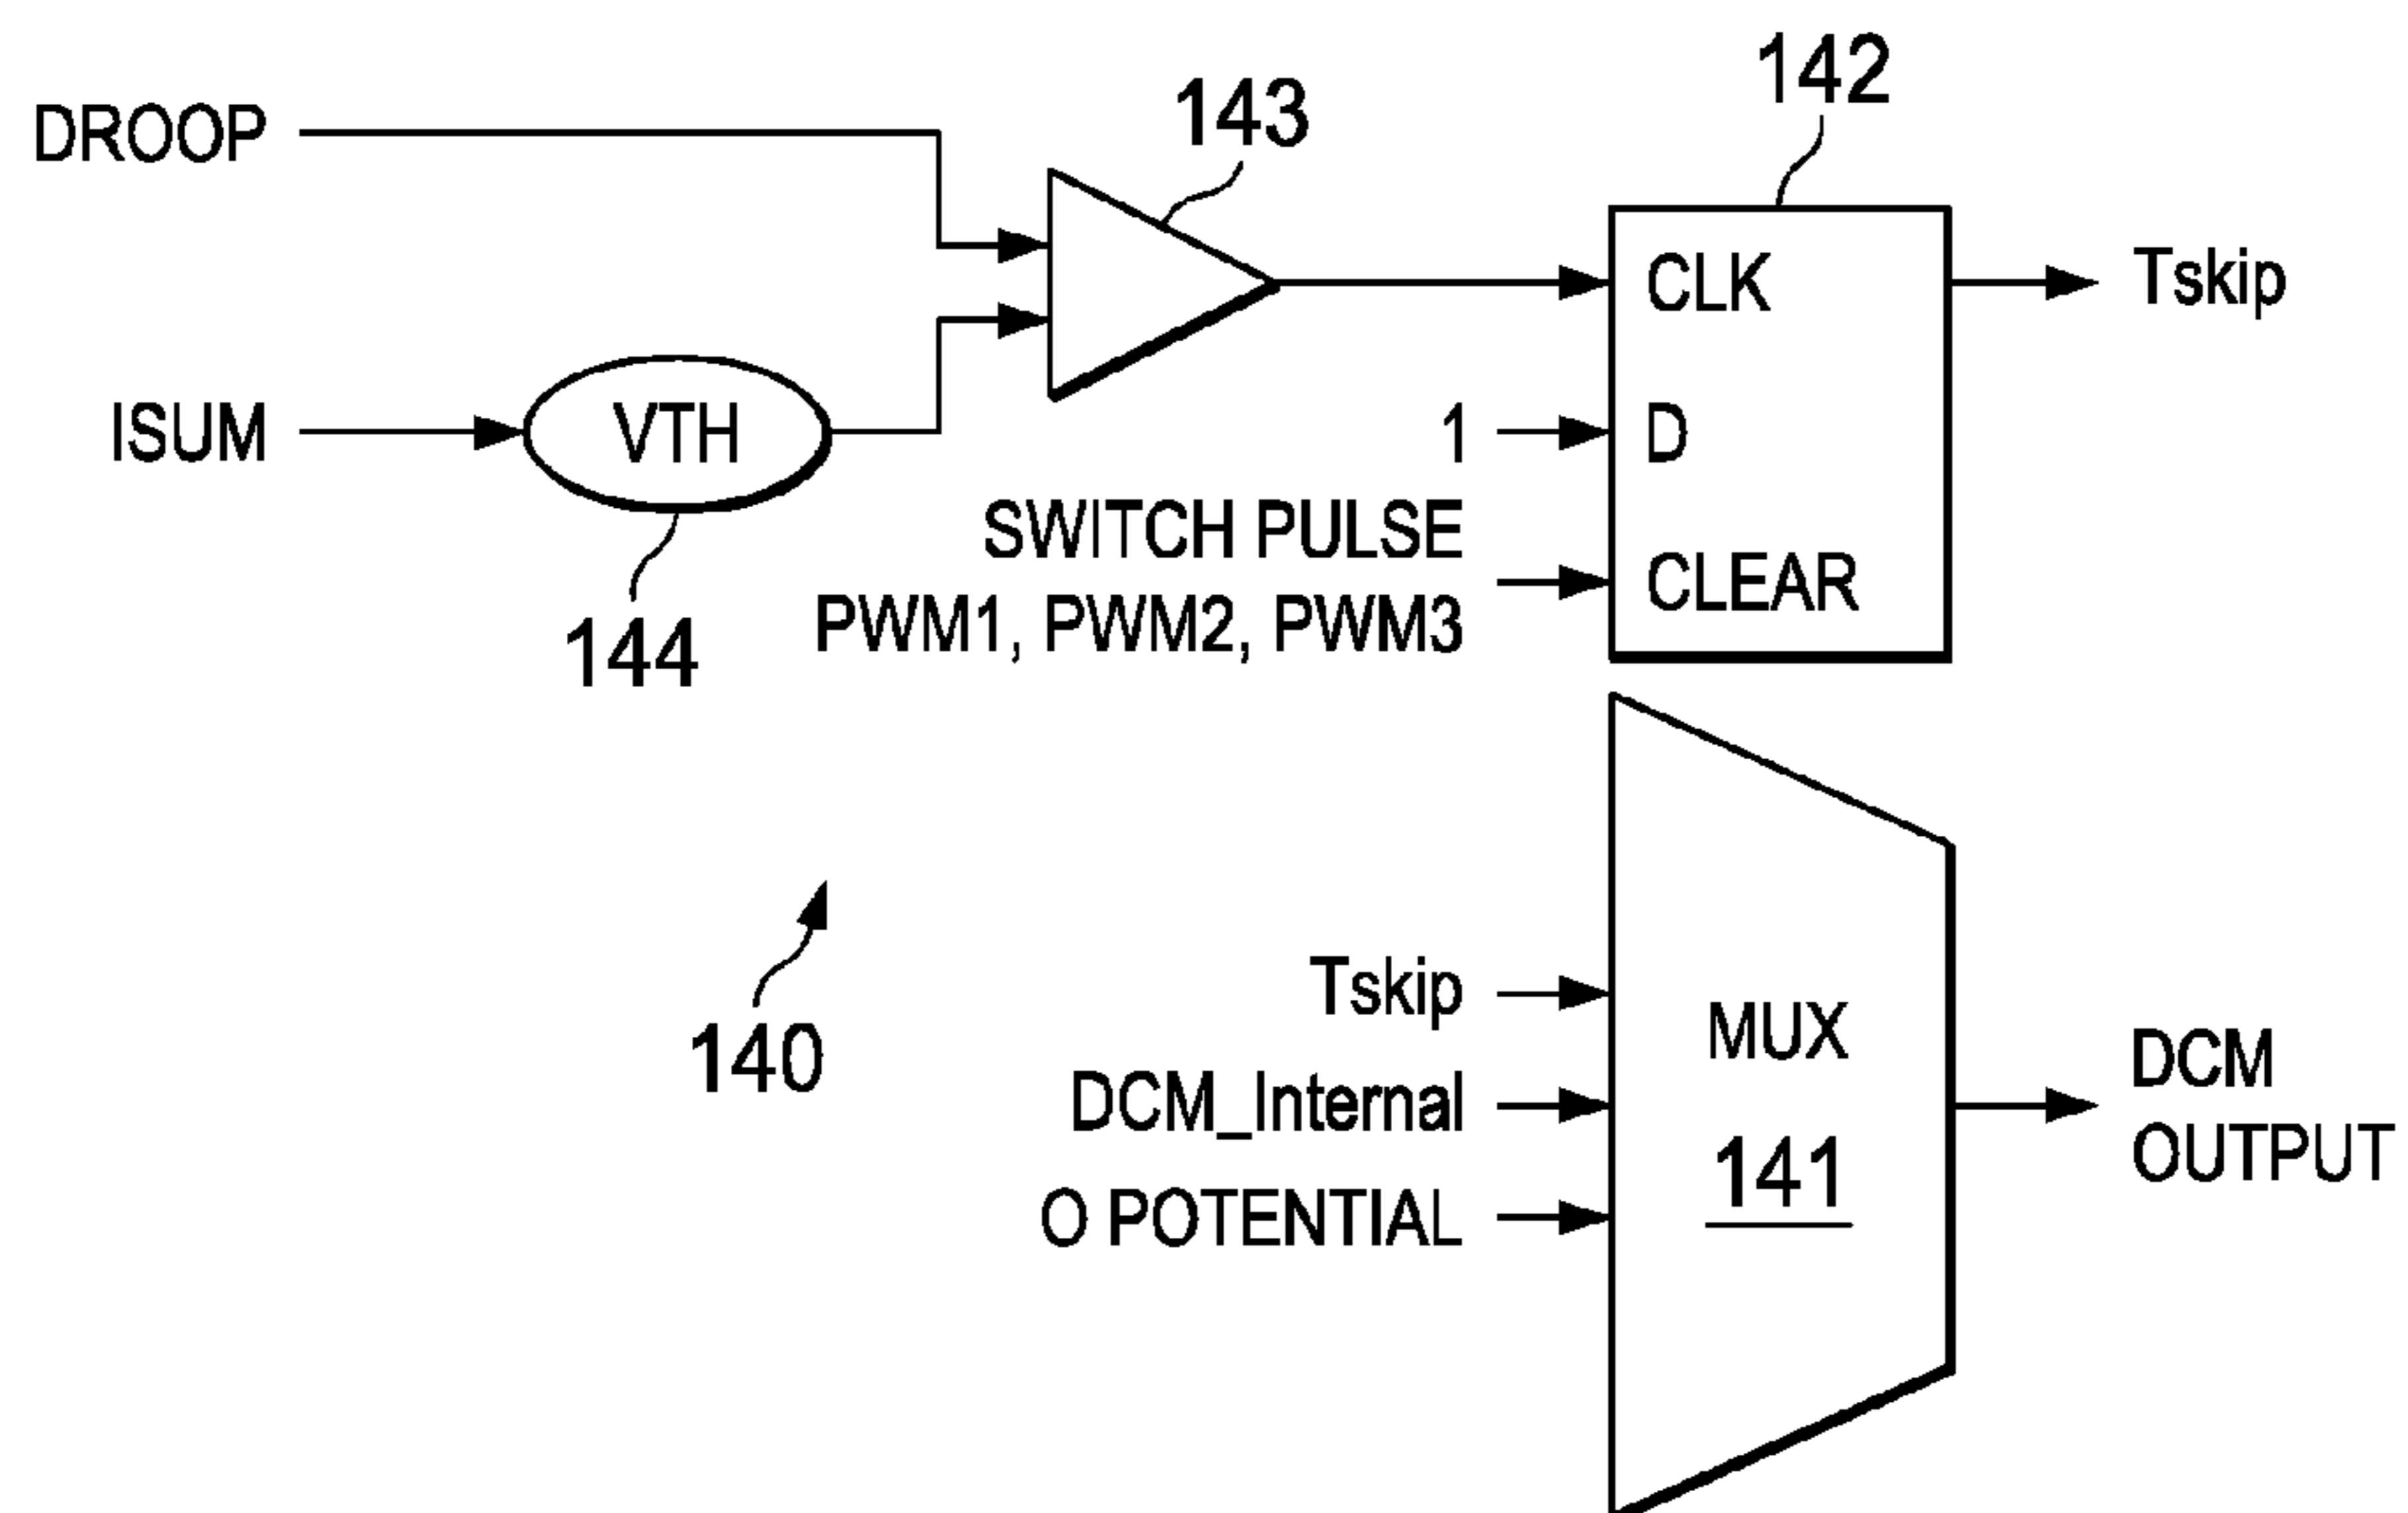 142
143
DROOP
CLK
Tskip
ISUM
VTH
1
D
SWITCH PULSE
PWM1, PWM2, PWM3
CLEAR
144
Tskip
MUX
140
DCM_Internal
141
O POTENTIAL
DCM
OUTPUT